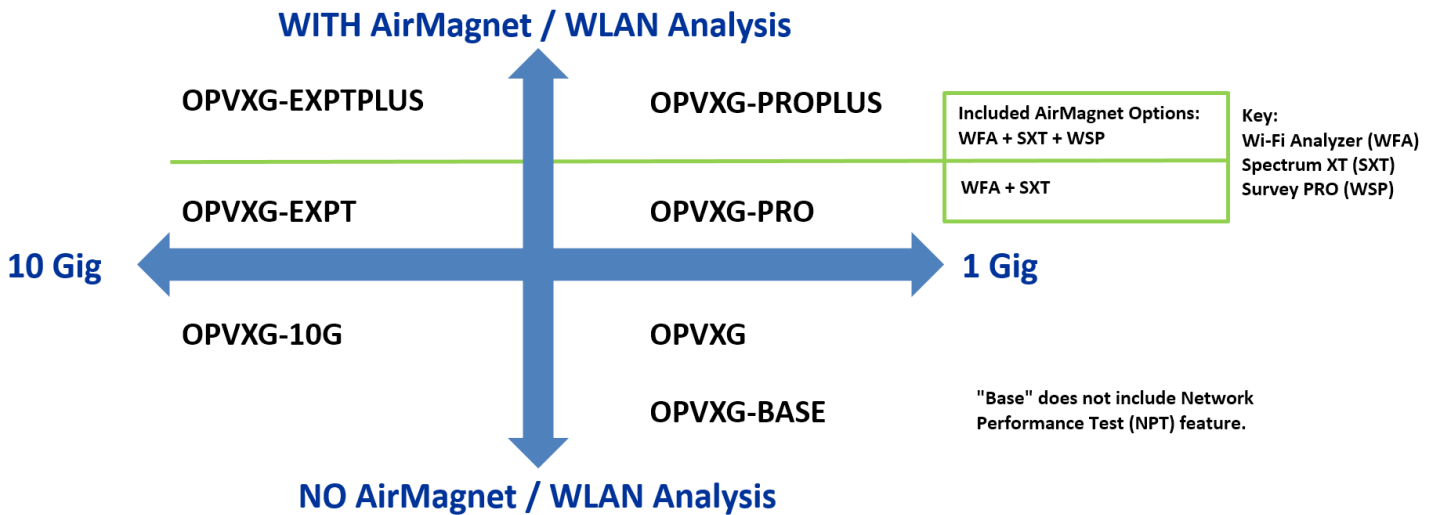 WITH AirMagnet / WLAN Analysis
OPVXG-EXPTPLUS
OPVXG-PROPLUS
Included AirMagnet Options:
WFA + SXT + WSP
Key:
Wi-Fi Analyzer (WFA)
Spectrum XT (SXT)
Survey PRO (WSP)
OPVXG-EXPT
OPVXG-PRO
WFA + SXT
10 Gig
1 Gig
OPVXG-10G
OPVXG
OPVXG-BASE
"Base" does not include Network
Performance Test (NPT) feature.
NO AirMagnet / WLAN Analysis